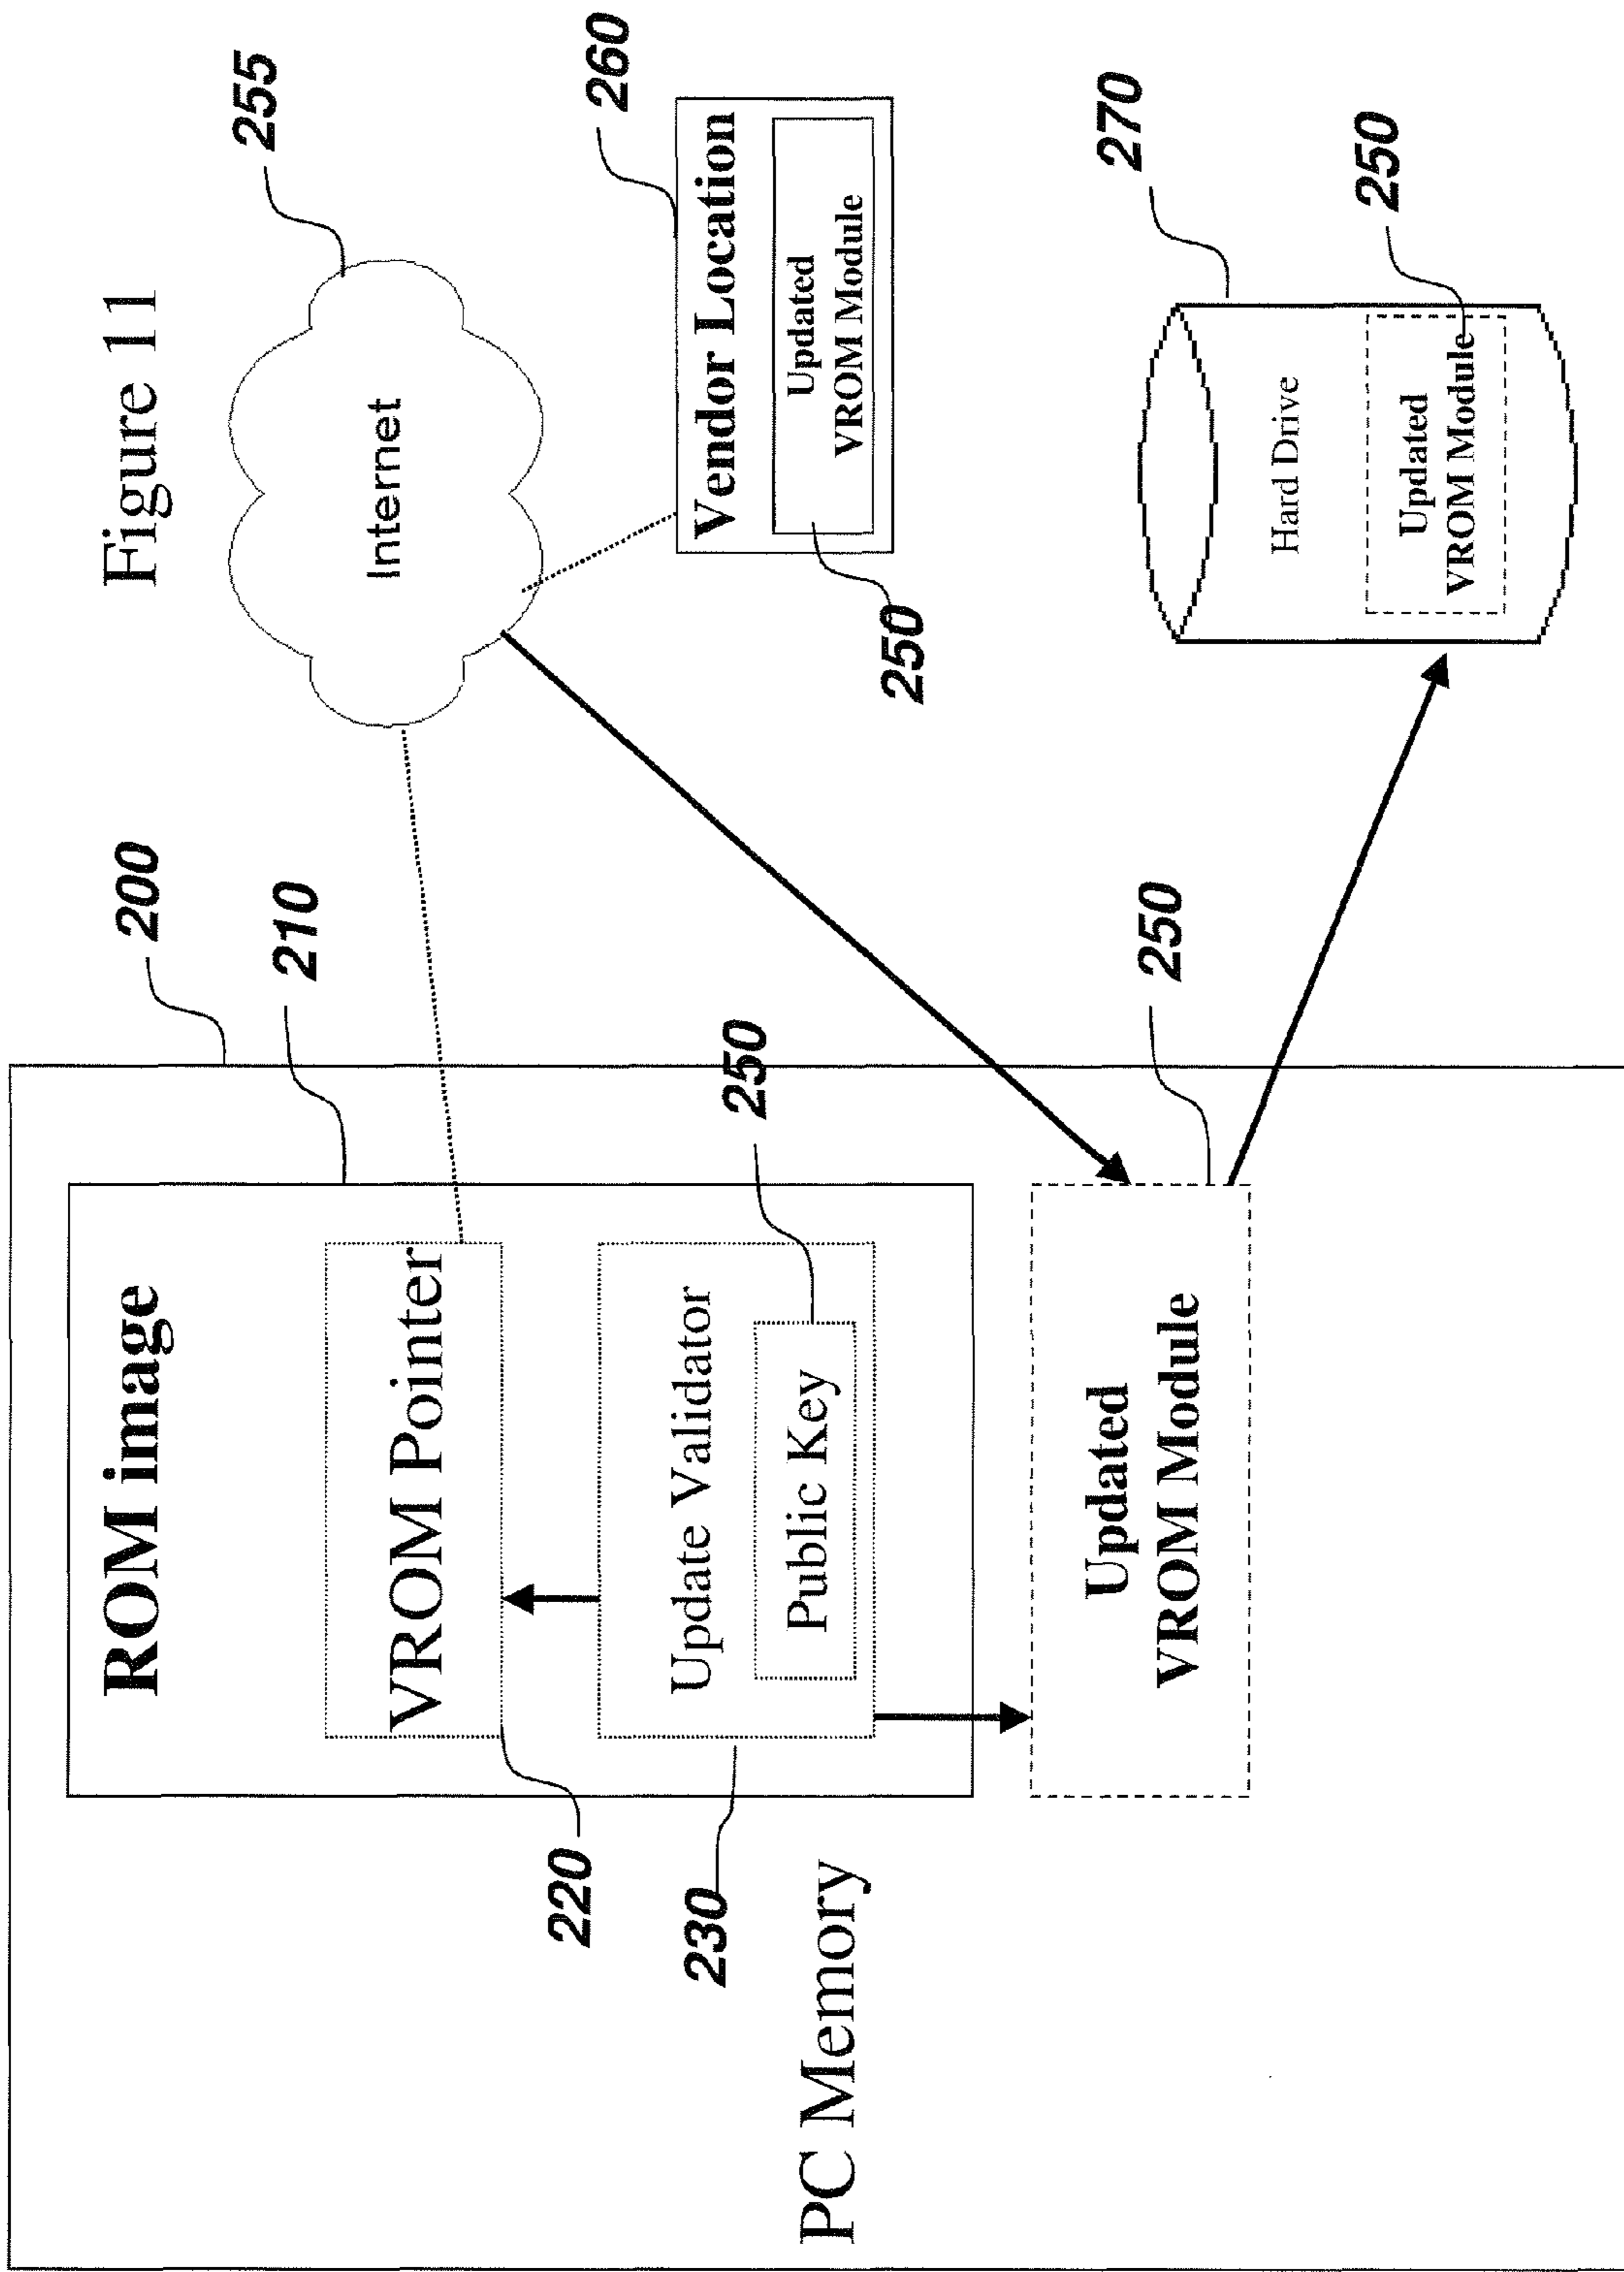 Figure 11
ROM image
VROM Pointer
Update Validator
Public Key
Updated
VROM Module
PC Memory
200
210
220
230
250
250
Internet
255
260
Vendor Location
Updated
VROM Module
250
270
Hard Drive
Updated
VROM Module
250